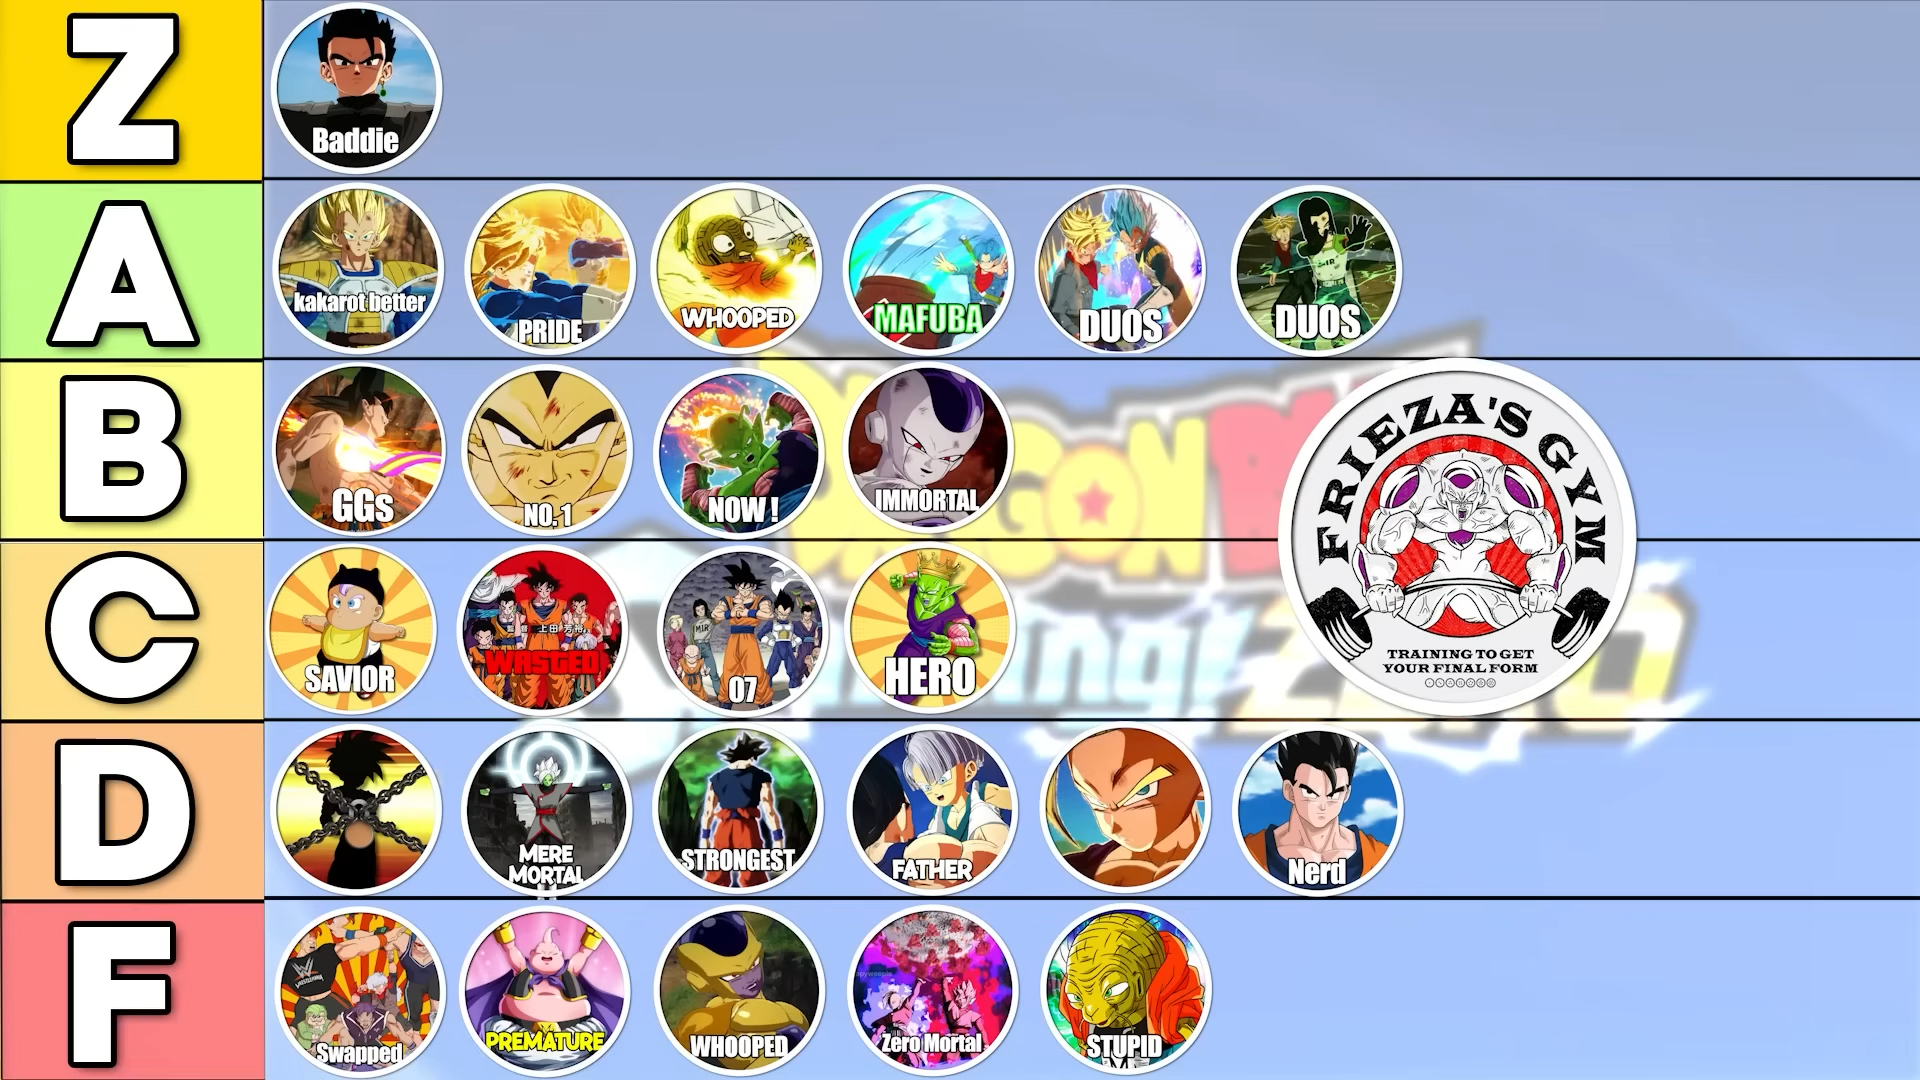 Z
Baddie
A
kakarot better
PRIDE
WHOOPED
MAFUBA
DUOS
DUOS
B
GGs
NO.1
NOW !
IMMORTAL
DRAGON B
FRIEZA'S GYM
TRAINING TO GET
YOUR FINAL FORM
C
SAVIOR
WASTED
07
HERO
D
MERE
MORTAL
STRONGEST
FATHER
Nerd
F
Swapped
PREMATURE
WHOOPED
Zero Mortal
STUPID